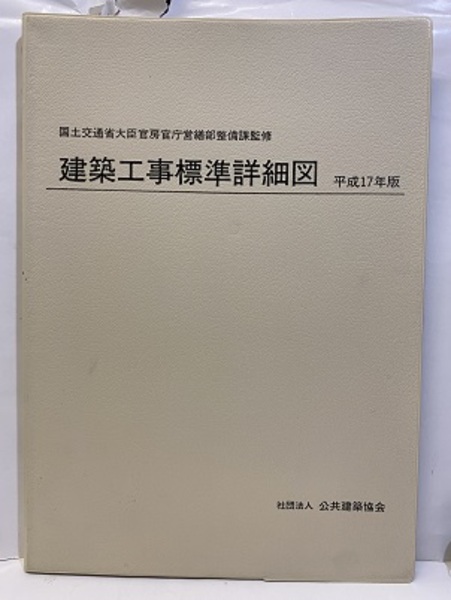 国土交通省大臣官房官庁営繕部整備課監修
建築工事標準詳細図 平成17年版
社団法人 公共建築協会